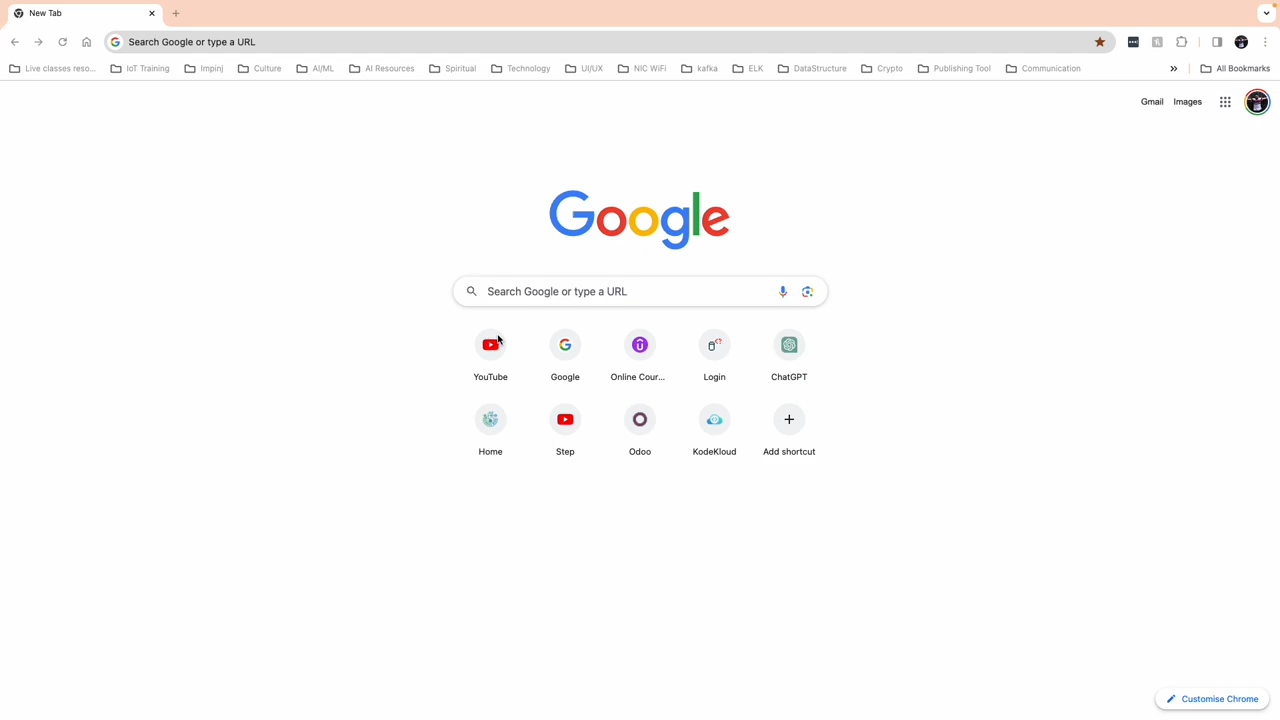 New Tab
Search Google or type a URL
Live classes reso... IoT Training Impinj Culture AI/ML AI Resources Spiritual Technology UI/UX NIC WiFi kafka ELK DataStructure Crypto Publishing Tool Communication » All Bookmarks
Gmail Images
Google
Search Google or type a URL
YouTube Google Online Cour... Login ChatGPT
Home Step Odoo KodeKloud Add shortcut
Customise Chrome